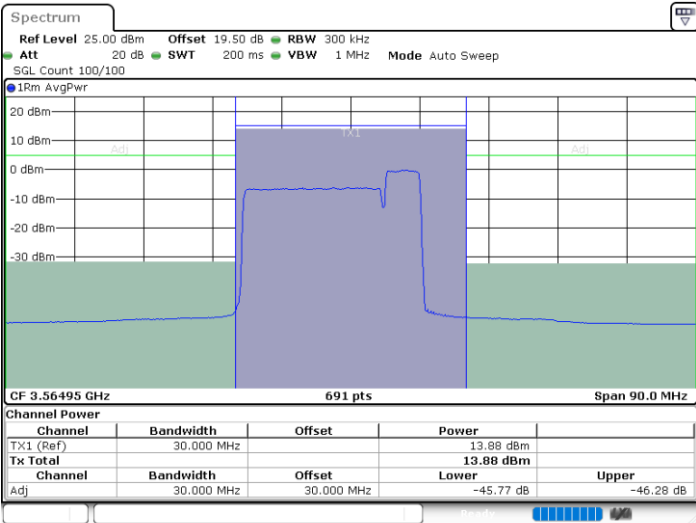 Spectrum
Ref Level 25.00 dBm Offset 19.50 dB RBW 300 kHz
Att 20 dB SWT 200 ms VBW 1 MHz Mode Auto Sweep
SGL Count 100/100
1Rm AvgPwr
20 dBm
TX1
10 dBm
Adj Adj
0 dBm
-10 dBm
-20 dBm
-30 dBm
CF 3.56495 GHz 691 pts Span 90.0 MHz
Channel Power
Channel Bandwidth Offset Power
TX1 (Ref) 30.000 MHz 13.88 dBm
Tx Total 13.88 dBm
Channel Bandwidth Offset Lower Upper
Adj 30.000 MHz 30.000 MHz -45.77 dB -46.28 dB
Ready